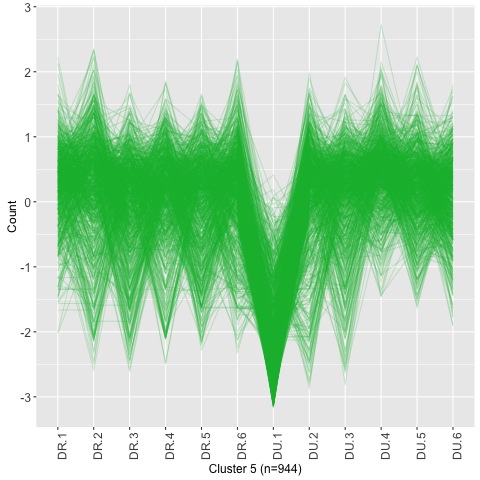 Count
3
2
1
0
-1
-2
-3
DR.1
DR.2
DR.3
DR.4
DR.5
DR.6
DU.1
DU.2
DU.3
DU.4
DU.5
DU.6
Cluster 5 (n=944)